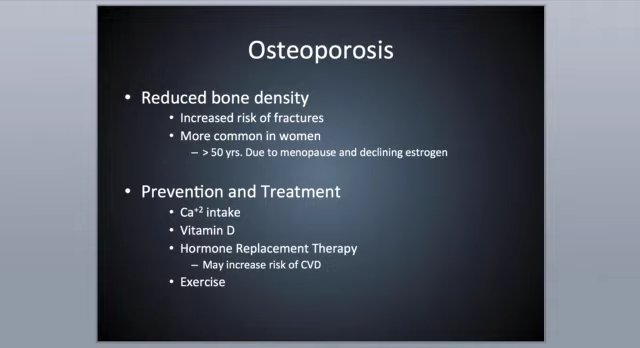 Osteoporosis
• Reduced bone density
• Increased risk of fractures
• More common in women
– > 50 yrs. Due to menopause and declining estrogen
• Prevention and Treatment
• Ca⁺² intake
• Vitamin D
• Hormone Replacement Therapy
– May increase risk of CVD
• Exercise